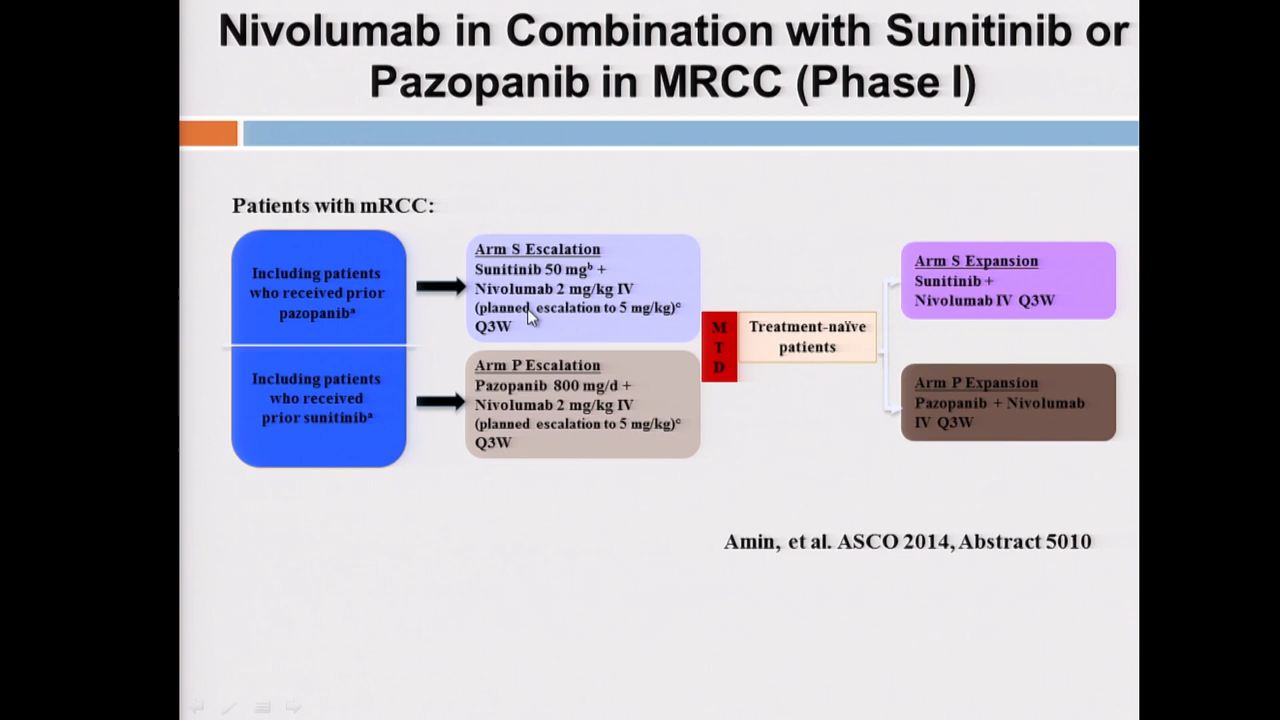 Nivolumab in Combination with Sunitinib or
Pazopanib in MRCC (Phase I)
Patients with mRCC:
Including patients
who received prior
pazopanibᵃ
Including patients
who received
prior sunitinibᵃ
Arm S Escalation
Sunitinib 50 mgᵇ +
Nivolumab 2 mg/kg IV
(planned escalation to 5 mg/kg)ᶜ
Q3W
Arm P Escalation
Pazopanib 800 mg/d +
Nivolumab 2 mg/kg IV
(planned escalation to 5 mg/kg)ᶜ
Q3W
M
T
D
Treatment-naïve
patients
Arm S Expansion
Sunitinib +
Nivolumab IV Q3W
Arm P Expansion
Pazopanib + Nivolumab
IV Q3W
Amin, et al. ASCO 2014, Abstract 5010